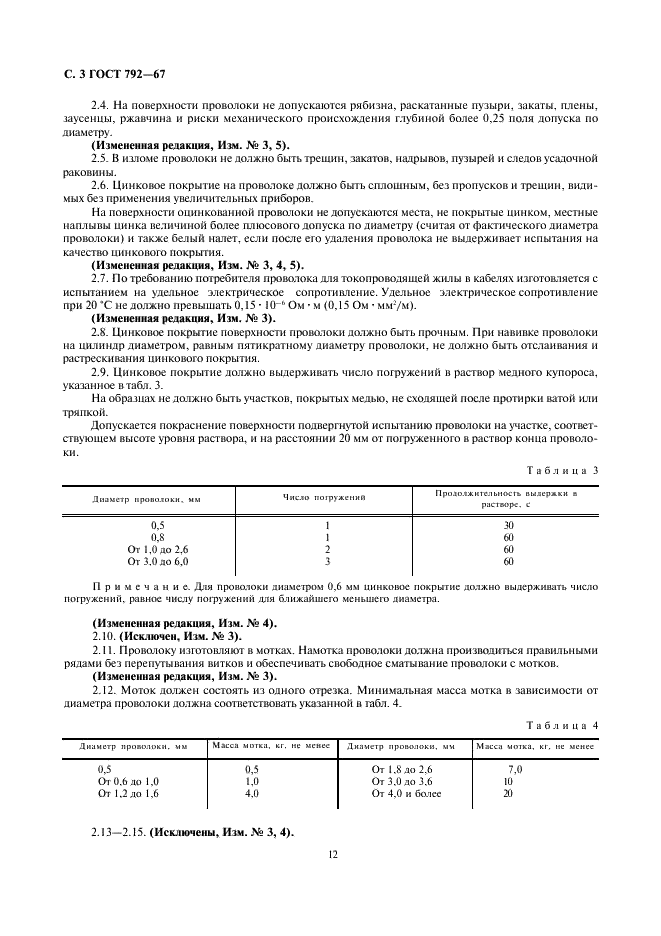 С. 3 ГОСТ 792—67
2.4. На поверхности проволоки не допускаются рябизна, раскатанные пузыри, закаты, плены,
заусенцы, ржавчина и риски механического происхождения глубиной более 0,25 поля допуска по
диаметру.
(Измененная редакция, Изм. № 3, 5).
2.5. В изломе проволоки не должно быть трещин, закатов, надрывов, пузырей и следов усадочной
раковины.
2.6. Цинковое покрытие на проволоке должно быть сплошным, без пропусков и трещин, види-
мых без применения увеличительных приборов.
На поверхности оцинкованной проволоки не допускаются места, не покрытые цинком, местные
наплывы цинка величиной более плюсового допуска по диаметру (считая от фактического диаметра
проволоки) и также белый налет, если после его удаления проволока не выдерживает испытания на
качество цинкового покрытия.
(Измененная редакция, Изм. № 3, 4, 5).
2.7. По требованию потребителя проволока для токопроводящей жилы в кабелях изготовляется с
испытанием на удельное электрическое сопротивление. Удельное электрическое сопротивление
при 20 °С не должно превышать 0,15 · 10⁻⁶ Ом · м (0,15 Ом · мм²/м).
(Измененная редакция, Изм. № 3).
2.8. Цинковое покрытие поверхности проволоки должно быть прочным. При навивке проволоки
на цилиндр диаметром, равным пятикратному диаметру проволоки, не должно быть отслаивания и
растрескивания цинкового покрытия.
2.9. Цинковое покрытие должно выдерживать число погружений в раствор медного купороса,
указанное в табл. 3.
На образцах не должно быть участков, покрытых медью, не сходящей после протирки ватой или
тряпкой.
Допускается покраснение поверхности подвергнутой испытанию проволоки на участке, соответ-
ствующем высоте уровня раствора, и на расстоянии 20 мм от погруженного в раствор конца проволо-
ки.
Таблица 3
Диаметр проволоки, мм Число погружений Продолжительность выдержки в
растворе, с
0,5 1 30
0,8 1 60
От 1,0 до 2,6 2 60
От 3,0 до 6,0 3 60
Примечание. Для проволоки диаметром 0,6 мм цинковое покрытие должно выдерживать число
погружений, равное числу погружений для ближайшего меньшего диаметра.
(Измененная редакция, Изм. № 4).
2.10. (Исключен, Изм. № 3).
2.11. Проволоку изготовляют в мотках. Намотка проволоки должна производиться правильными
рядами без перепутывания витков и обеспечивать свободное сматывание проволоки с мотков.
(Измененная редакция, Изм. № 3).
2.12. Моток должен состоять из одного отрезка. Минимальная масса мотка в зависимости от
диаметра проволоки должна соответствовать указанной в табл. 4.
Таблица 4
Диаметр проволоки, мм Масса мотка, кг, не менее Диаметр проволоки, мм Масса мотка, кг, не менее
0,5 0,5 От 1,8 до 2,6 7,0
От 0,6 до 1,0 1,0 От 3,0 до 3,6 10
От 1,2 до 1,6 4,0 От 4,0 и более 20
2.13—2.15. (Исключены, Изм. № 3, 4).
12